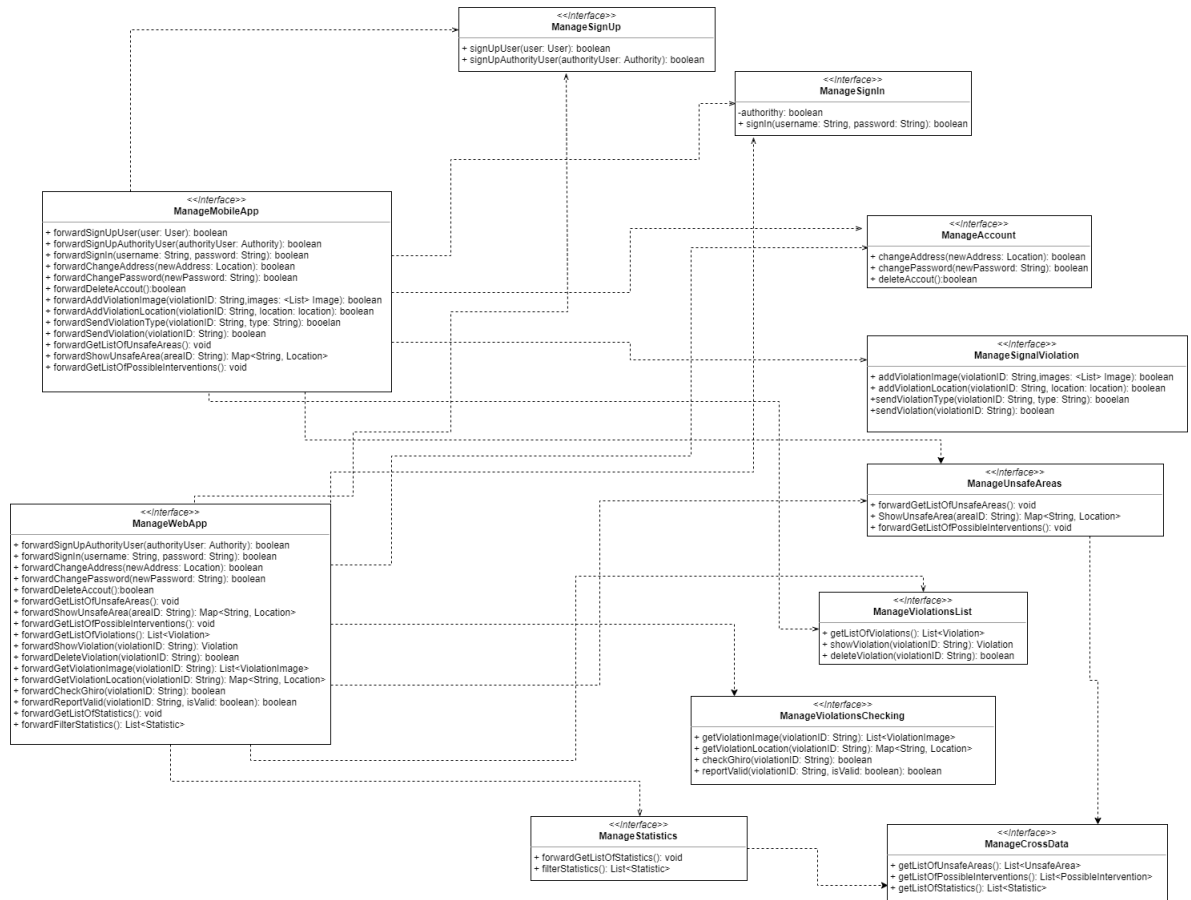 <<Interface>>
ManageSignUp
+ signUpUser(user: User): boolean
+ signUpAuthorityUser(authorityUser: Authority): boolean
<<Interface>>
ManageSignIn
-authorithy: boolean
+ signIn(username: String, password: String): boolean
<<Interface>>
ManageMobileApp
+ forwardSignUpUser(user: User): boolean
+ forwardSignUpAuthorityUser(authorityUser: Authority): boolean
+ forwardSignIn(username: String, password: String): boolean
+ forwardChangeAddress(newAddress: Location): boolean
+ forwardChangePassword(newPassword: String): boolean
+ forwardDeleteAccout():boolean
+ forwardAddViolationImage(violationID: String,images: <List> Image): boolean
+ forwardAddViolationLocation(violationID: String, location: location): boolean
+ forwardSendViolationType(violationID: String, type: String): booelan
+ forwardSendViolation(violationID: String): boolean
+ forwardGetListOfUnsafeAreas(): void
+ forwardShowUnsafeArea(areaID: String): Map<String, Location>
+ forwardGetListOfPossibleInterventions(): void
<<Interface>>
ManageAccount
+ changeAddress(newAddress: Location): boolean
+ changePassword(newPassword: String): boolean
+ deleteAccout():boolean
<<Interface>>
ManageSignalViolation
+ addViolationImage(violationID: String,images: <List> Image): boolean
+ addViolationLocation(violationID: String, location: location): boolean
+sendViolationType(violationID: String, type: String): booelan
+sendViolation(violationID: String): boolean
<<Interface>>
ManageUnsafeAreas
+ forwardGetListOfUnsafeAreas(): void
+ ShowUnsafeArea(areaID: String): Map<String, Location>
+ forwardGetListOfPossibleInterventions(): void
<<Interface>>
ManageWebApp
+ forwardSignUpAuthorityUser(authorityUser: Authority): boolean
+ forwardSignIn(username: String, password: String): boolean
+ forwardChangeAddress(newAddress: Location): boolean
+ forwardChangePassword(newPassword: String): boolean
+ forwardDeleteAccout():boolean
+ forwardGetListOfUnsafeAreas(): void
+ forwardShowUnsafeArea(areaID: String): Map<String, Location>
+ forwardGetListOfPossibleInterventions(): void
+ forwardGetListOfViolations(): List<Violation>
+ forwardShowViolation(violationID: String): Violation
+ forwardDeleteViolation(violationID: String): boolean
+ forwardGetViolationImage(violationID: String): List<ViolationImage>
+ forwardGetViolationLocation(violationID: String): Map<String, Location>
+ forwardCheckGhiro(violationID: String): boolean
+ forwardReportValid(violationID: String, isValid: boolean): boolean
+ forwardGetListOfStatistics(): void
+ forwardFilterStatistics(): List<Statistic>
<<Interface>>
ManageViolationsList
+ getListOfViolations(): List<Violation>
+ showViolation(violationID: String): Violation
+ deleteViolation(violationID: String): boolean
<<Interface>>
ManageViolationsChecking
+ getViolationImage(violationID: String): List<ViolationImage>
+ getViolationLocation(violationID: String): Map<String, Location>
+ checkGhiro(violationID: String): boolean
+ reportValid(violationID: String, isValid: boolean): boolean
<<Interface>>
ManageStatistics
+ forwardGetListOfStatistics(): void
+ filterStatistics(): List<Statistic>
<<Interface>>
ManageCrossData
+ getListOfUnsafeAreas(): List<UnsafeArea>
+ getListOfPossibleInterventions(): List<PossibleIntervention>
+ getListOfStatistics(): List<Statistic>